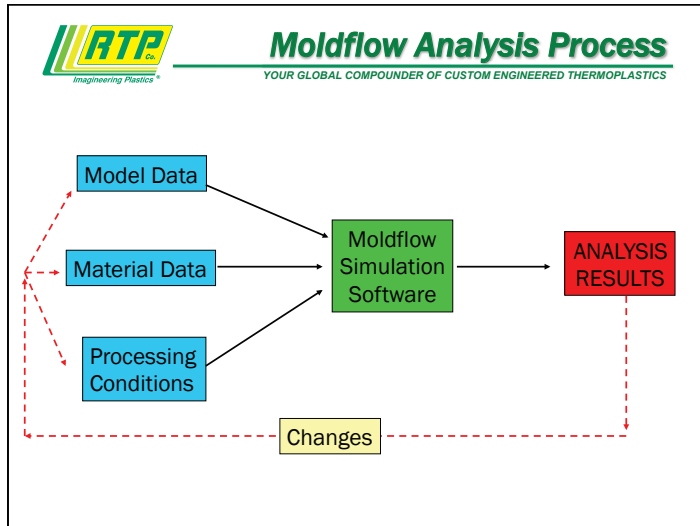 RTP
Co.
Imagineering Plastics®
Moldflow Analysis Process
YOUR GLOBAL COMPOUNDER OF CUSTOM ENGINEERED THERMOPLASTICS
Model Data
Material Data
Processing
Conditions
Moldflow
Simulation
Software
ANALYSIS
RESULTS
Changes